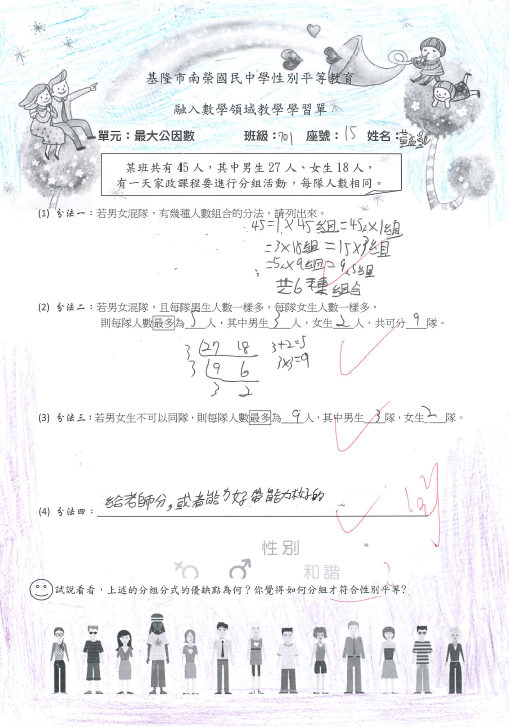 基隆市南榮國民中學性別平等教育
融入數學領域教學學習單
單元：最大公因數 班級：701 座號：15 姓名：黃
某班共有45人，其中男生27人、女生18人，
有一天家政課程要進行分組活動，每隊人數相同。
(1) 分法一：若男女混隊，有幾種人數組合的分法，請列出來。
45=1×45組=45×1組
=3×15組=15×3組
=5×9組=9×5組
共6種組合
(2) 分法二：若男女混隊，且每隊男生人數一樣多，每隊女生人數一樣多，
則每隊人數最多為 5 人，其中男生 3 人，女生 2 人，共可分 9 隊。
3 27 18 3+2=5
3 9 6 3×3=9
3 2
(3) 分法三：若男女生不可以同隊，則每隊人數最多為 9 人，其中男生 3 隊，女生 2 隊。
(4) 分法四：給老師分，或者能力好帶能力較好的
性別
和諧
試說看看，上述的分組分式的優缺點為何？你覺得如何分組才符合性別平等？